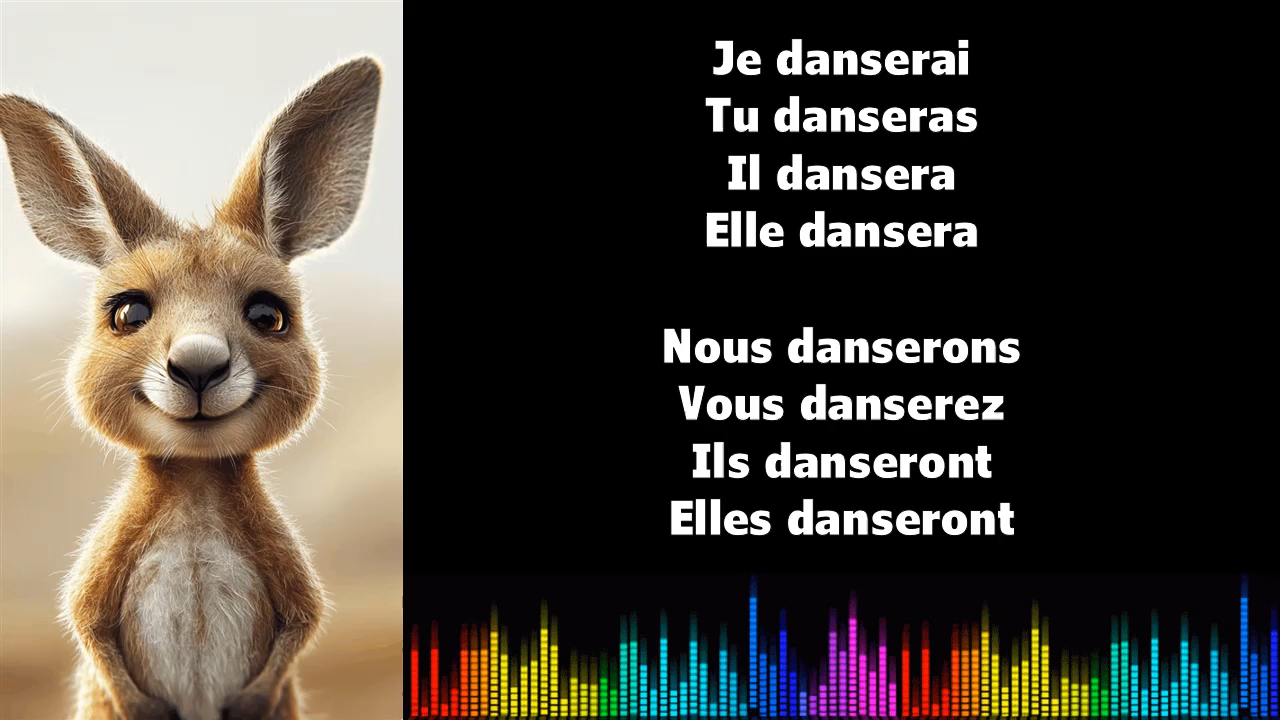 Je danserai
Tu danseras
Il dansera
Elle dansera
Nous danserons
Vous danserez
Ils danseront
Elles danseront